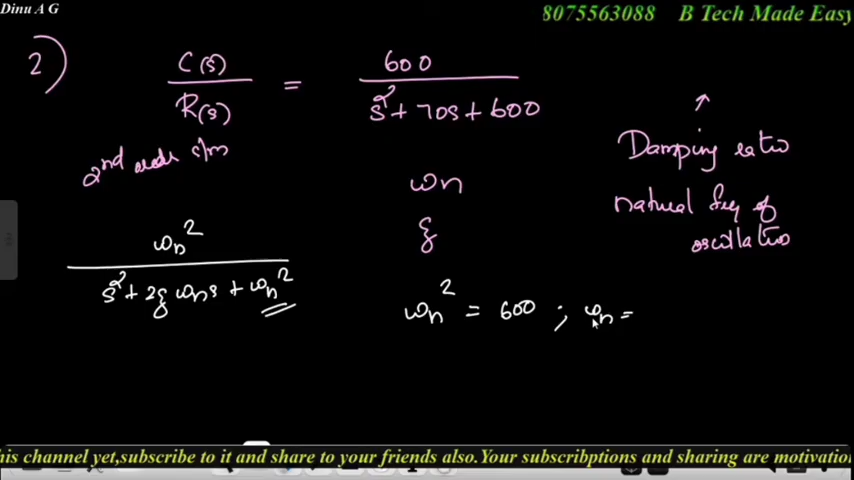 Dinu A G
8075563088 B Tech Made Easy
2)
C(s)
R(s)
=
600
s² + 70s + 600
2nd order s/m
ωn
ξ
Damping ratio
natural freq of
oscillation
ωn²
s² + 2ξωns + ωn²
ωn² = 600 ; ωn =
his channel yet,subscribe to it and share to your friends also.Your subscribptions and sharing are motivation